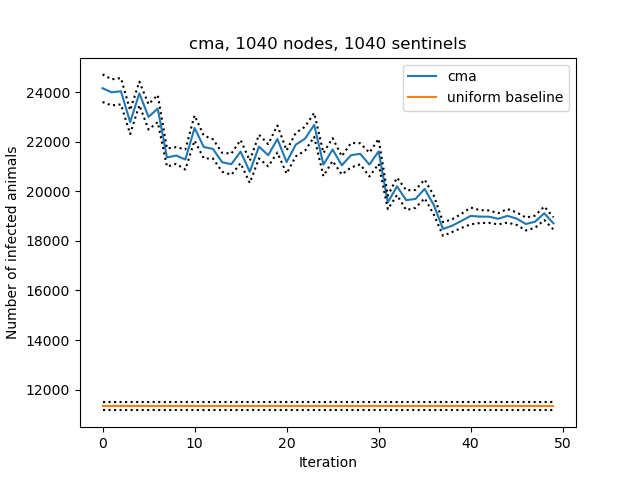 cma, 1040 nodes, 1040 sentinels
cma
uniform baseline
Number of infected animals
24000
22000
20000
18000
16000
14000
12000
0 10 20 30 40 50
Iteration